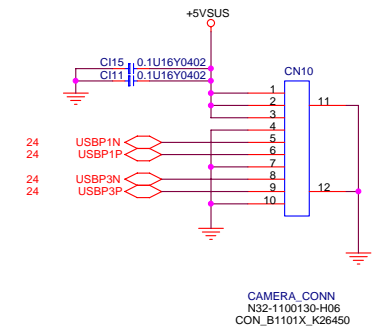 +5VSUS
CI15 0.1U16Y0402
CI11 0.1U16Y0402
CN10
1
2
3
4
24 USBP1N 5
24 USBP1P 6
7
24 USBP3N 8
24 USBP3P 9
10
11
12
CAMERA_CONN
N32-1100130-H06
CON_B1101X_K26450